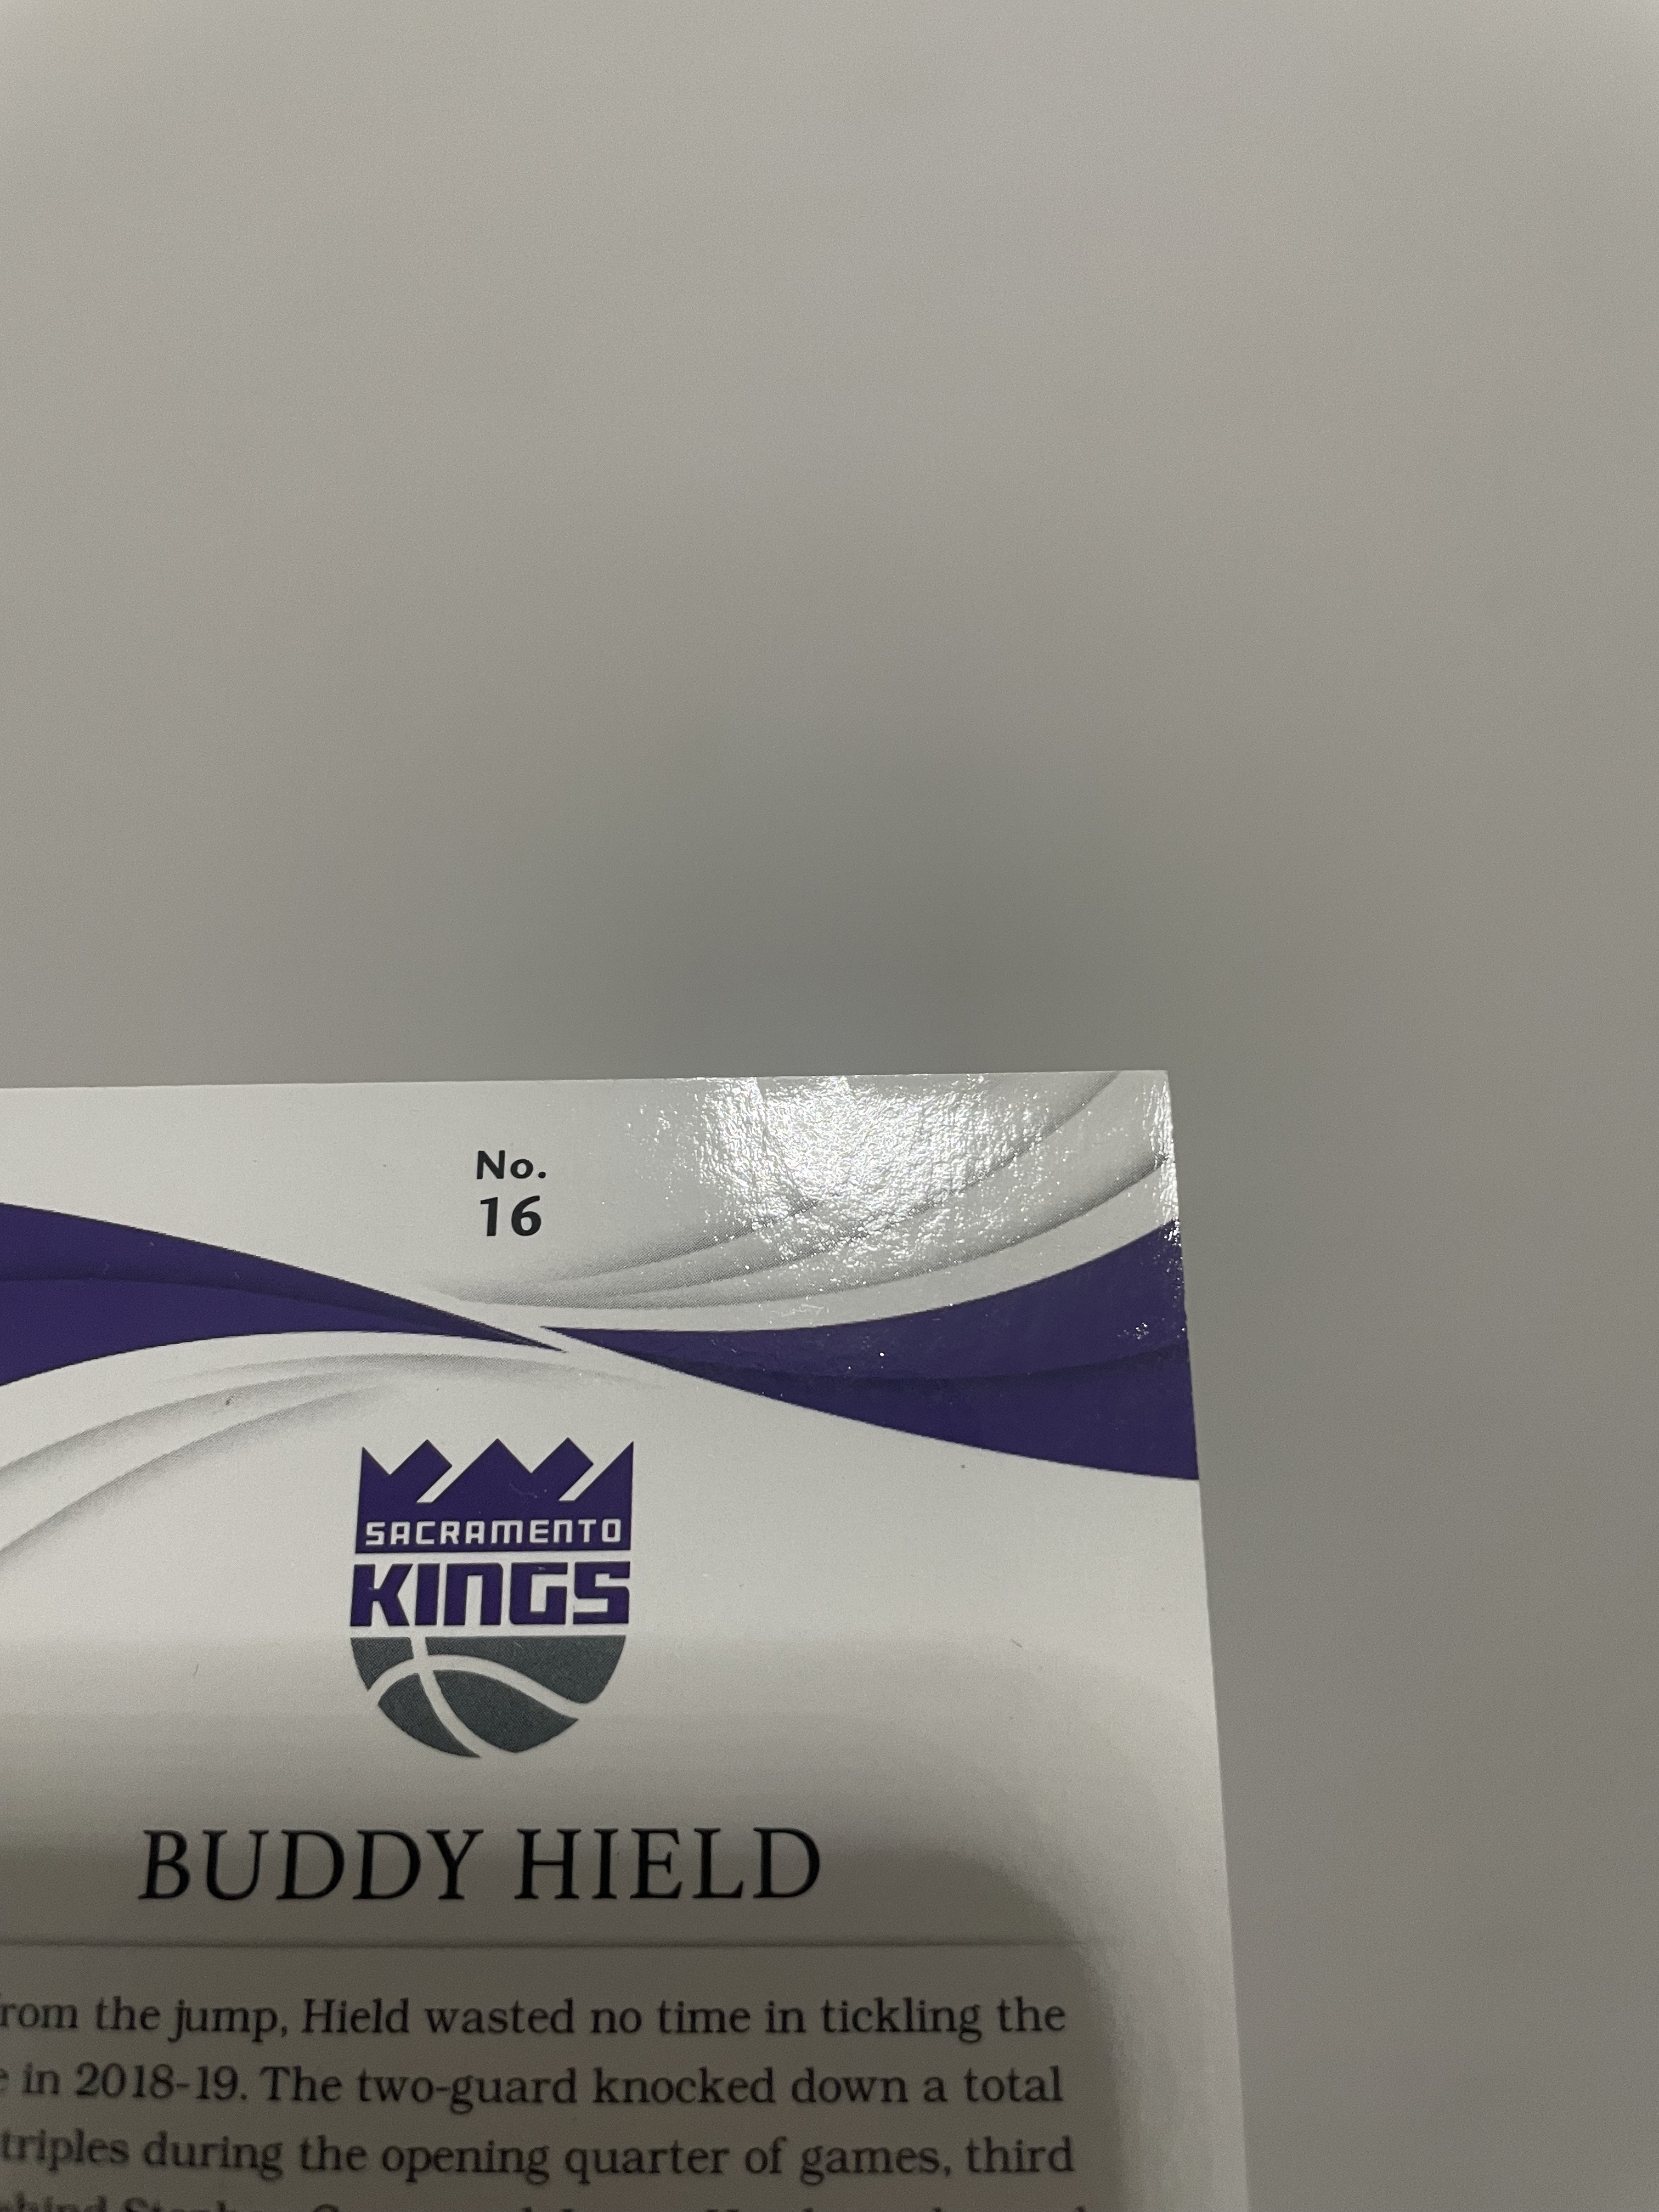 No.
16
SACRAMENTO
KINGS
BUDDY HIELD
from the jump, Hield wasted no time in tickling the
in 2018-19. The two-guard knocked down a total
triples during the opening quarter of games, third